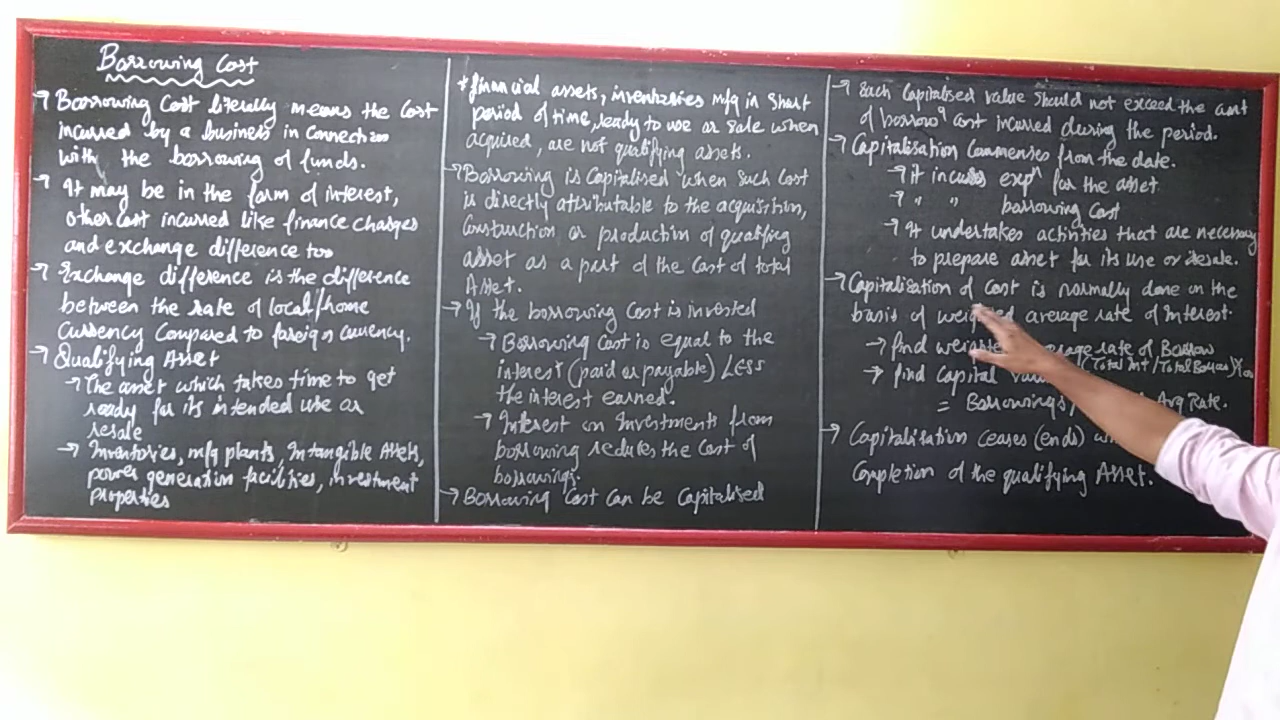 Borrowing Cost
→ Borrowing Cost literally means the cost
incurred by a business in connection
with the borrowing of funds.
→ It may be in the form of interest,
other cost incurred like finance charges
and exchange difference too
→ Exchange difference is the difference
between the rate of local/home
currency compared to foreign currency.
→ Qualifying Asset
→ The asset which takes time to get
ready for its intended use or
resale
→ Inventories, mfg plants, Intangible Assets,
power generation facilities, investment
properties
* financial assets, inventories mfg in short
period of time, ready to use or sale when
acquired, are not qualifying assets.
→ Borrowing is Capitalised when such cost
is directly attributable to the acquisition,
construction or production of qualifying
asset as a part of the cost of total
Asset.
→ If the borrowing cost is invested
→ Borrowing Cost is equal to the
interest (paid or payable) LESS
the interest earned.
→ Interest on Investments from
borrowing reduces the cost of
borrowings.
→ Borrowing Cost can be Capitalised
→ Such Capitalised value should not exceed the amt
of borrowg cost incurred during the period.
→ Capitalisation Commenses from the date.
→ it incurs expn for the asset
→ " " borrowing cost
→ It undertakes activities that are necessary
to prepare asset for its use or resale.
→ Capitalisation of cost is normally done on the
basis of weighted average rate of Interest.
→ find rate of Borrow
(Total Int/Total Borrow)
→ find Capital
= Borrowings Avg Rate.
→ Capitalisation ceases (ends)
completion of the qualifying Asset.